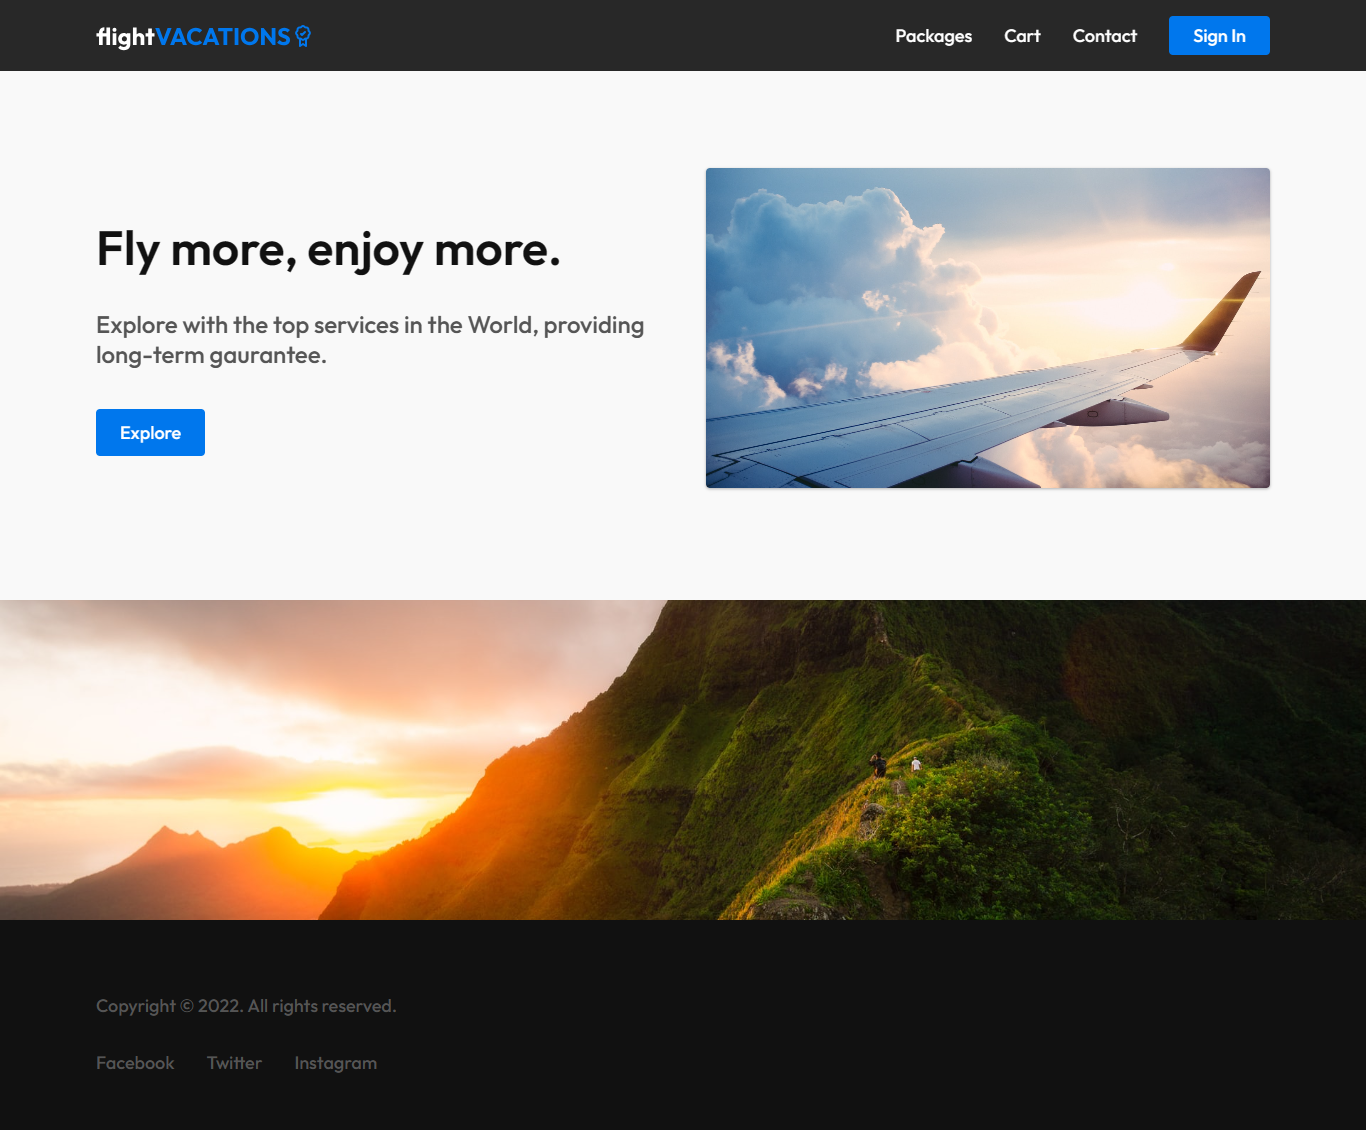 flightVACATIONS
Packages Cart Contact Sign In
Fly more, enjoy more.
Explore with the top services in the World, providing
long-term gaurantee.
Explore
Copyright © 2022. All rights reserved.
Facebook Twitter Instagram